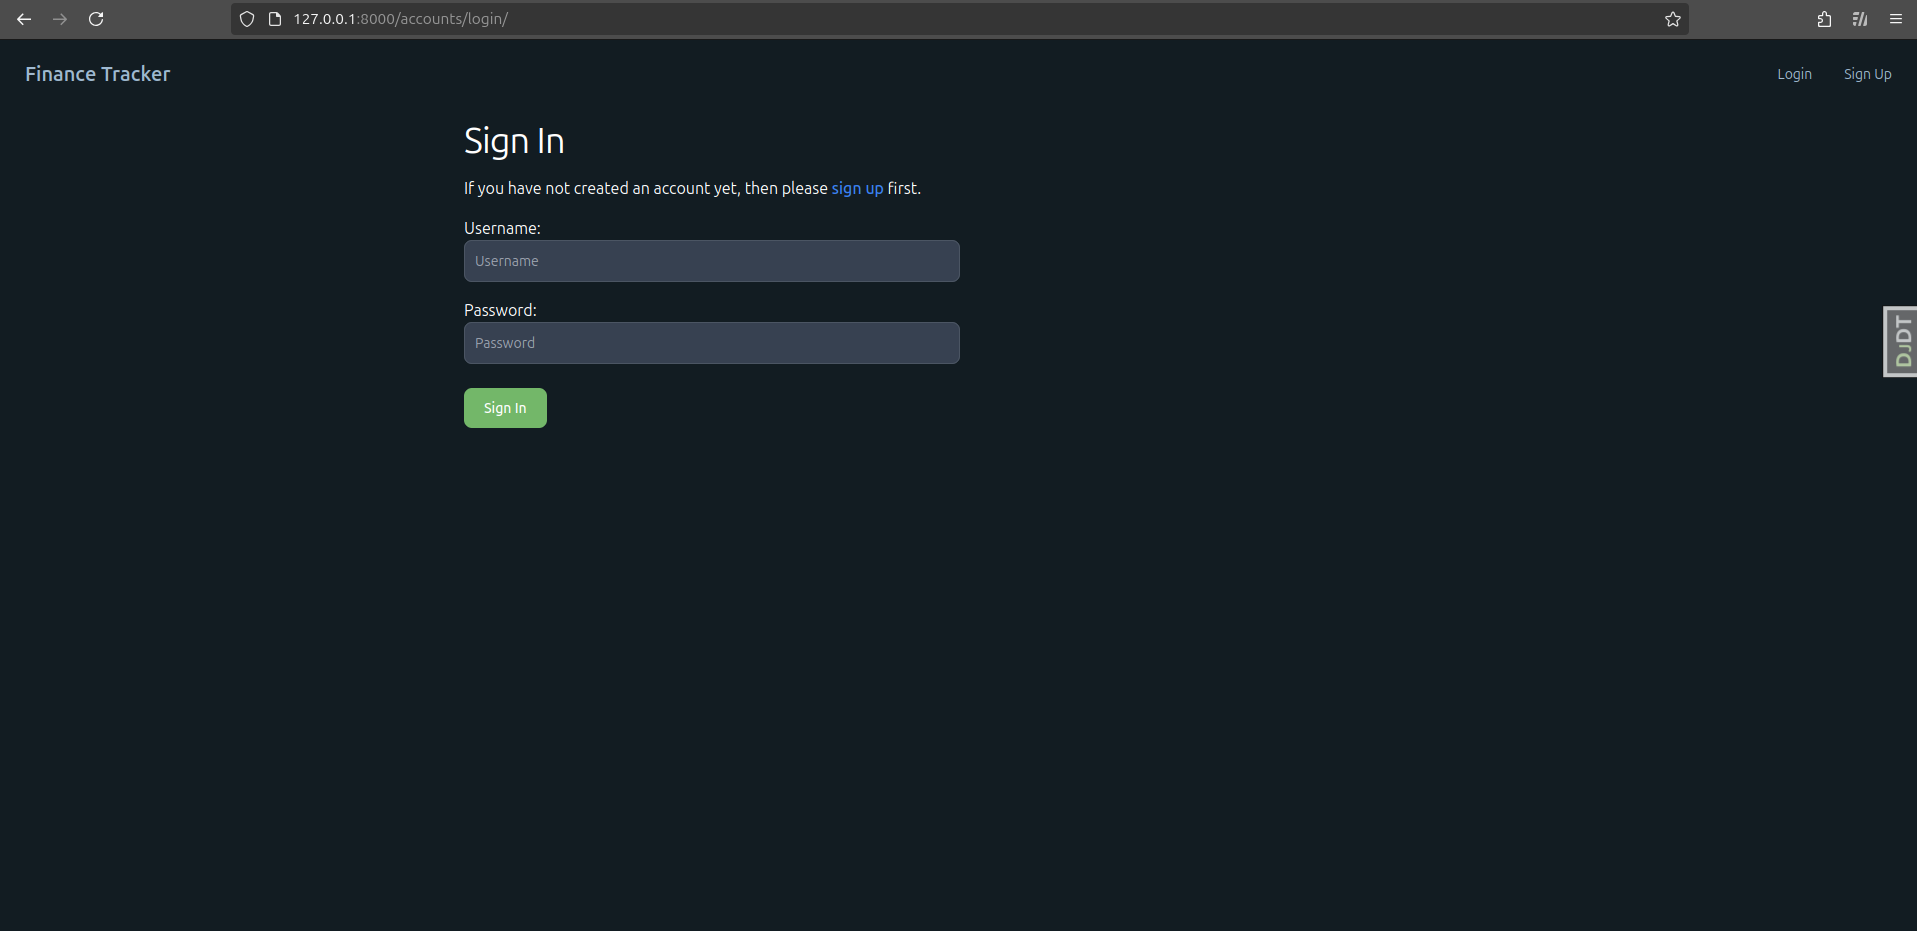 127.0.0.1:8000/accounts/login/
Finance Tracker
Login
Sign Up
Sign In
If you have not created an account yet, then please sign up first.
Username:
Username
Password:
Password
DJDT
Sign In